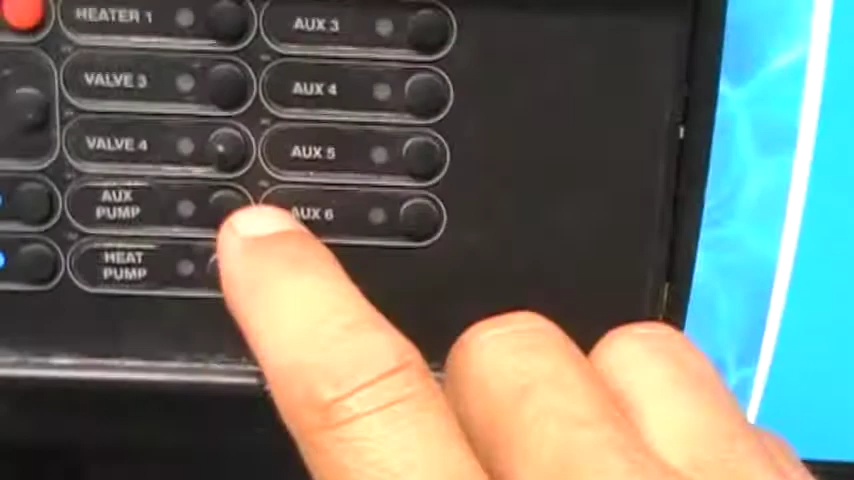 HEATER 1
VALVE 3
VALVE 4
AUX
PUMP
HEAT
PUMP
AUX 3
AUX 4
AUX 5
AUX 6